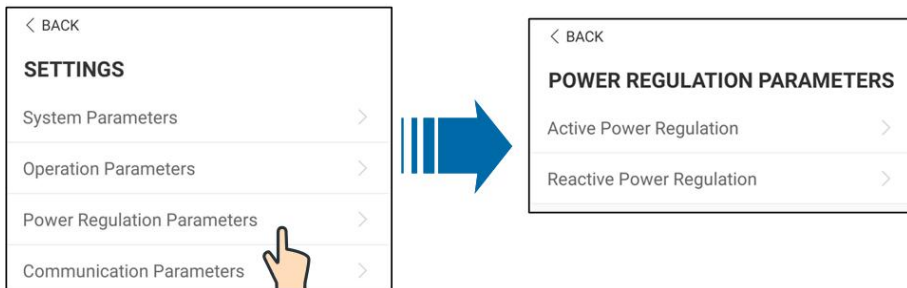 < BACK
SETTINGS
System Parameters >
Operation Parameters >
Power Regulation Parameters >
Communication Parameters >
< BACK
POWER REGULATION PARAMETERS
Active Power Regulation >
Reactive Power Regulation >